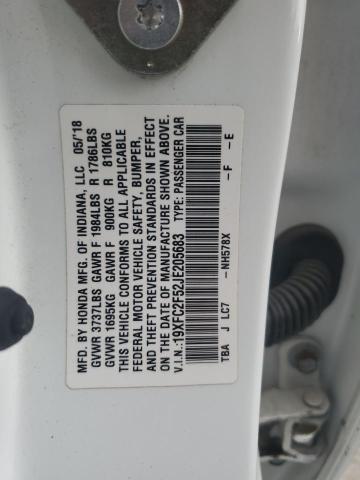 MFD. BY HONDA MFG. OF INDIANA, LLC 05/'18
GVWR 3737LBS GAWR F 1984LBS R 1786LBS
GVWR 1695KG GAWR F 900KG R 810KG
THIS VEHICLE CONFORMS TO ALL APPLICABLE
FEDERAL MOTOR VEHICLE SAFETY, BUMPER,
AND THEFT PREVENTION STANDARDS IN EFFECT
ON THE DATE OF MANUFACTURE SHOWN ABOVE.
V.I.N.:19XFC2F52JE205683 TYPE: PASSENGER CAR
TBA J LC7 -NH578X -F -E